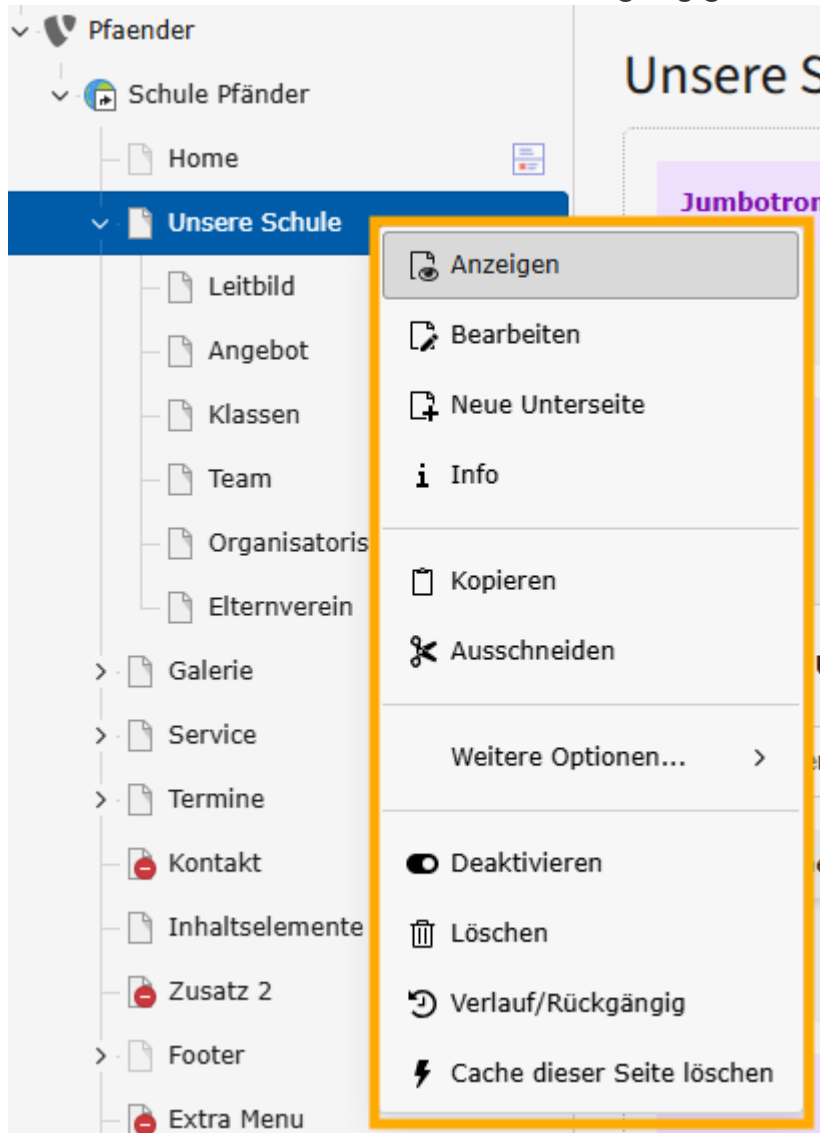 Pfaender
Schule Pfänder
Unsere S
Home
Unsere Schule
Jumbotron
Leitbild
Angebot
Klassen
Team
Organisatoris
Elternverein
Galerie
Service
Termine
Kontakt
Inhaltselemente
Zusatz 2
Footer
Extra Menu
Anzeigen
Bearbeiten
Neue Unterseite
Info
Kopieren
Ausschneiden
Weitere Optionen...
Deaktivieren
Löschen
Verlauf/Rückgängig
Cache dieser Seite löschen